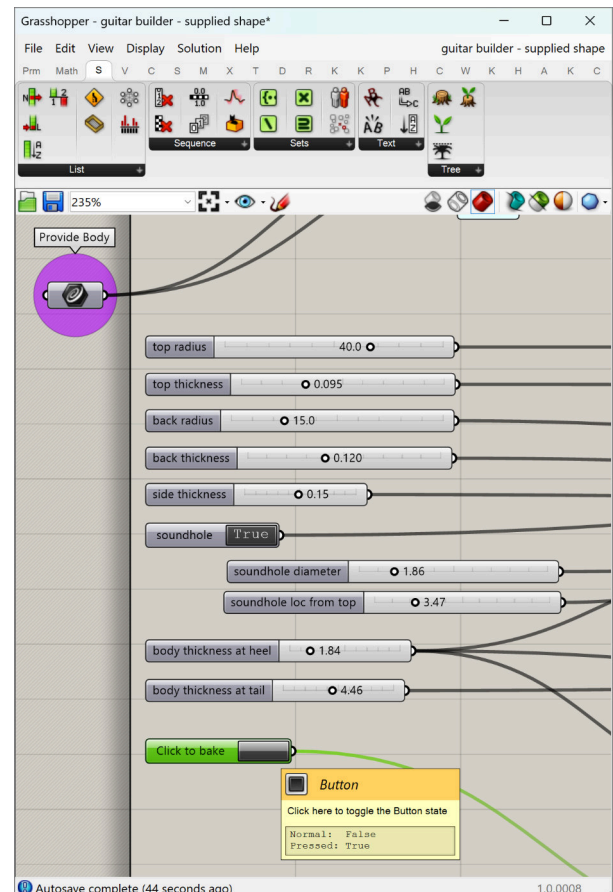 Grasshopper - guitar builder - supplied shape*
File Edit View Display Solution Help guitar builder - supplied shape
Prm Math S V C S M X T D R K K P H C W K H A K C
List Sequence Sets Text Tree
235%
Provide Body
top radius 40.0
top thickness 0.095
back radius 15.0
back thickness 0.120
side thickness 0.15
soundhole True
soundhole diameter 1.86
soundhole loc from top 3.47
body thickness at heel 1.84
body thickness at tail 4.46
Click to bake
Button
Click here to toggle the Button state
Normal: False
Pressed: True
Autosave complete (44 seconds ago) 1.0.0008